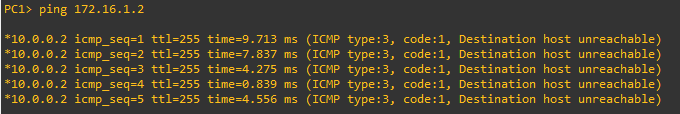 PC1> ping 172.16.1.2
*10.0.0.2 icmp_seq=1 ttl=255 time=9.713 ms (ICMP type:3, code:1, Destination host unreachable)
*10.0.0.2 icmp_seq=2 ttl=255 time=7.837 ms (ICMP type:3, code:1, Destination host unreachable)
*10.0.0.2 icmp_seq=3 ttl=255 time=4.275 ms (ICMP type:3, code:1, Destination host unreachable)
*10.0.0.2 icmp_seq=4 ttl=255 time=0.839 ms (ICMP type:3, code:1, Destination host unreachable)
*10.0.0.2 icmp_seq=5 ttl=255 time=4.556 ms (ICMP type:3, code:1, Destination host unreachable)